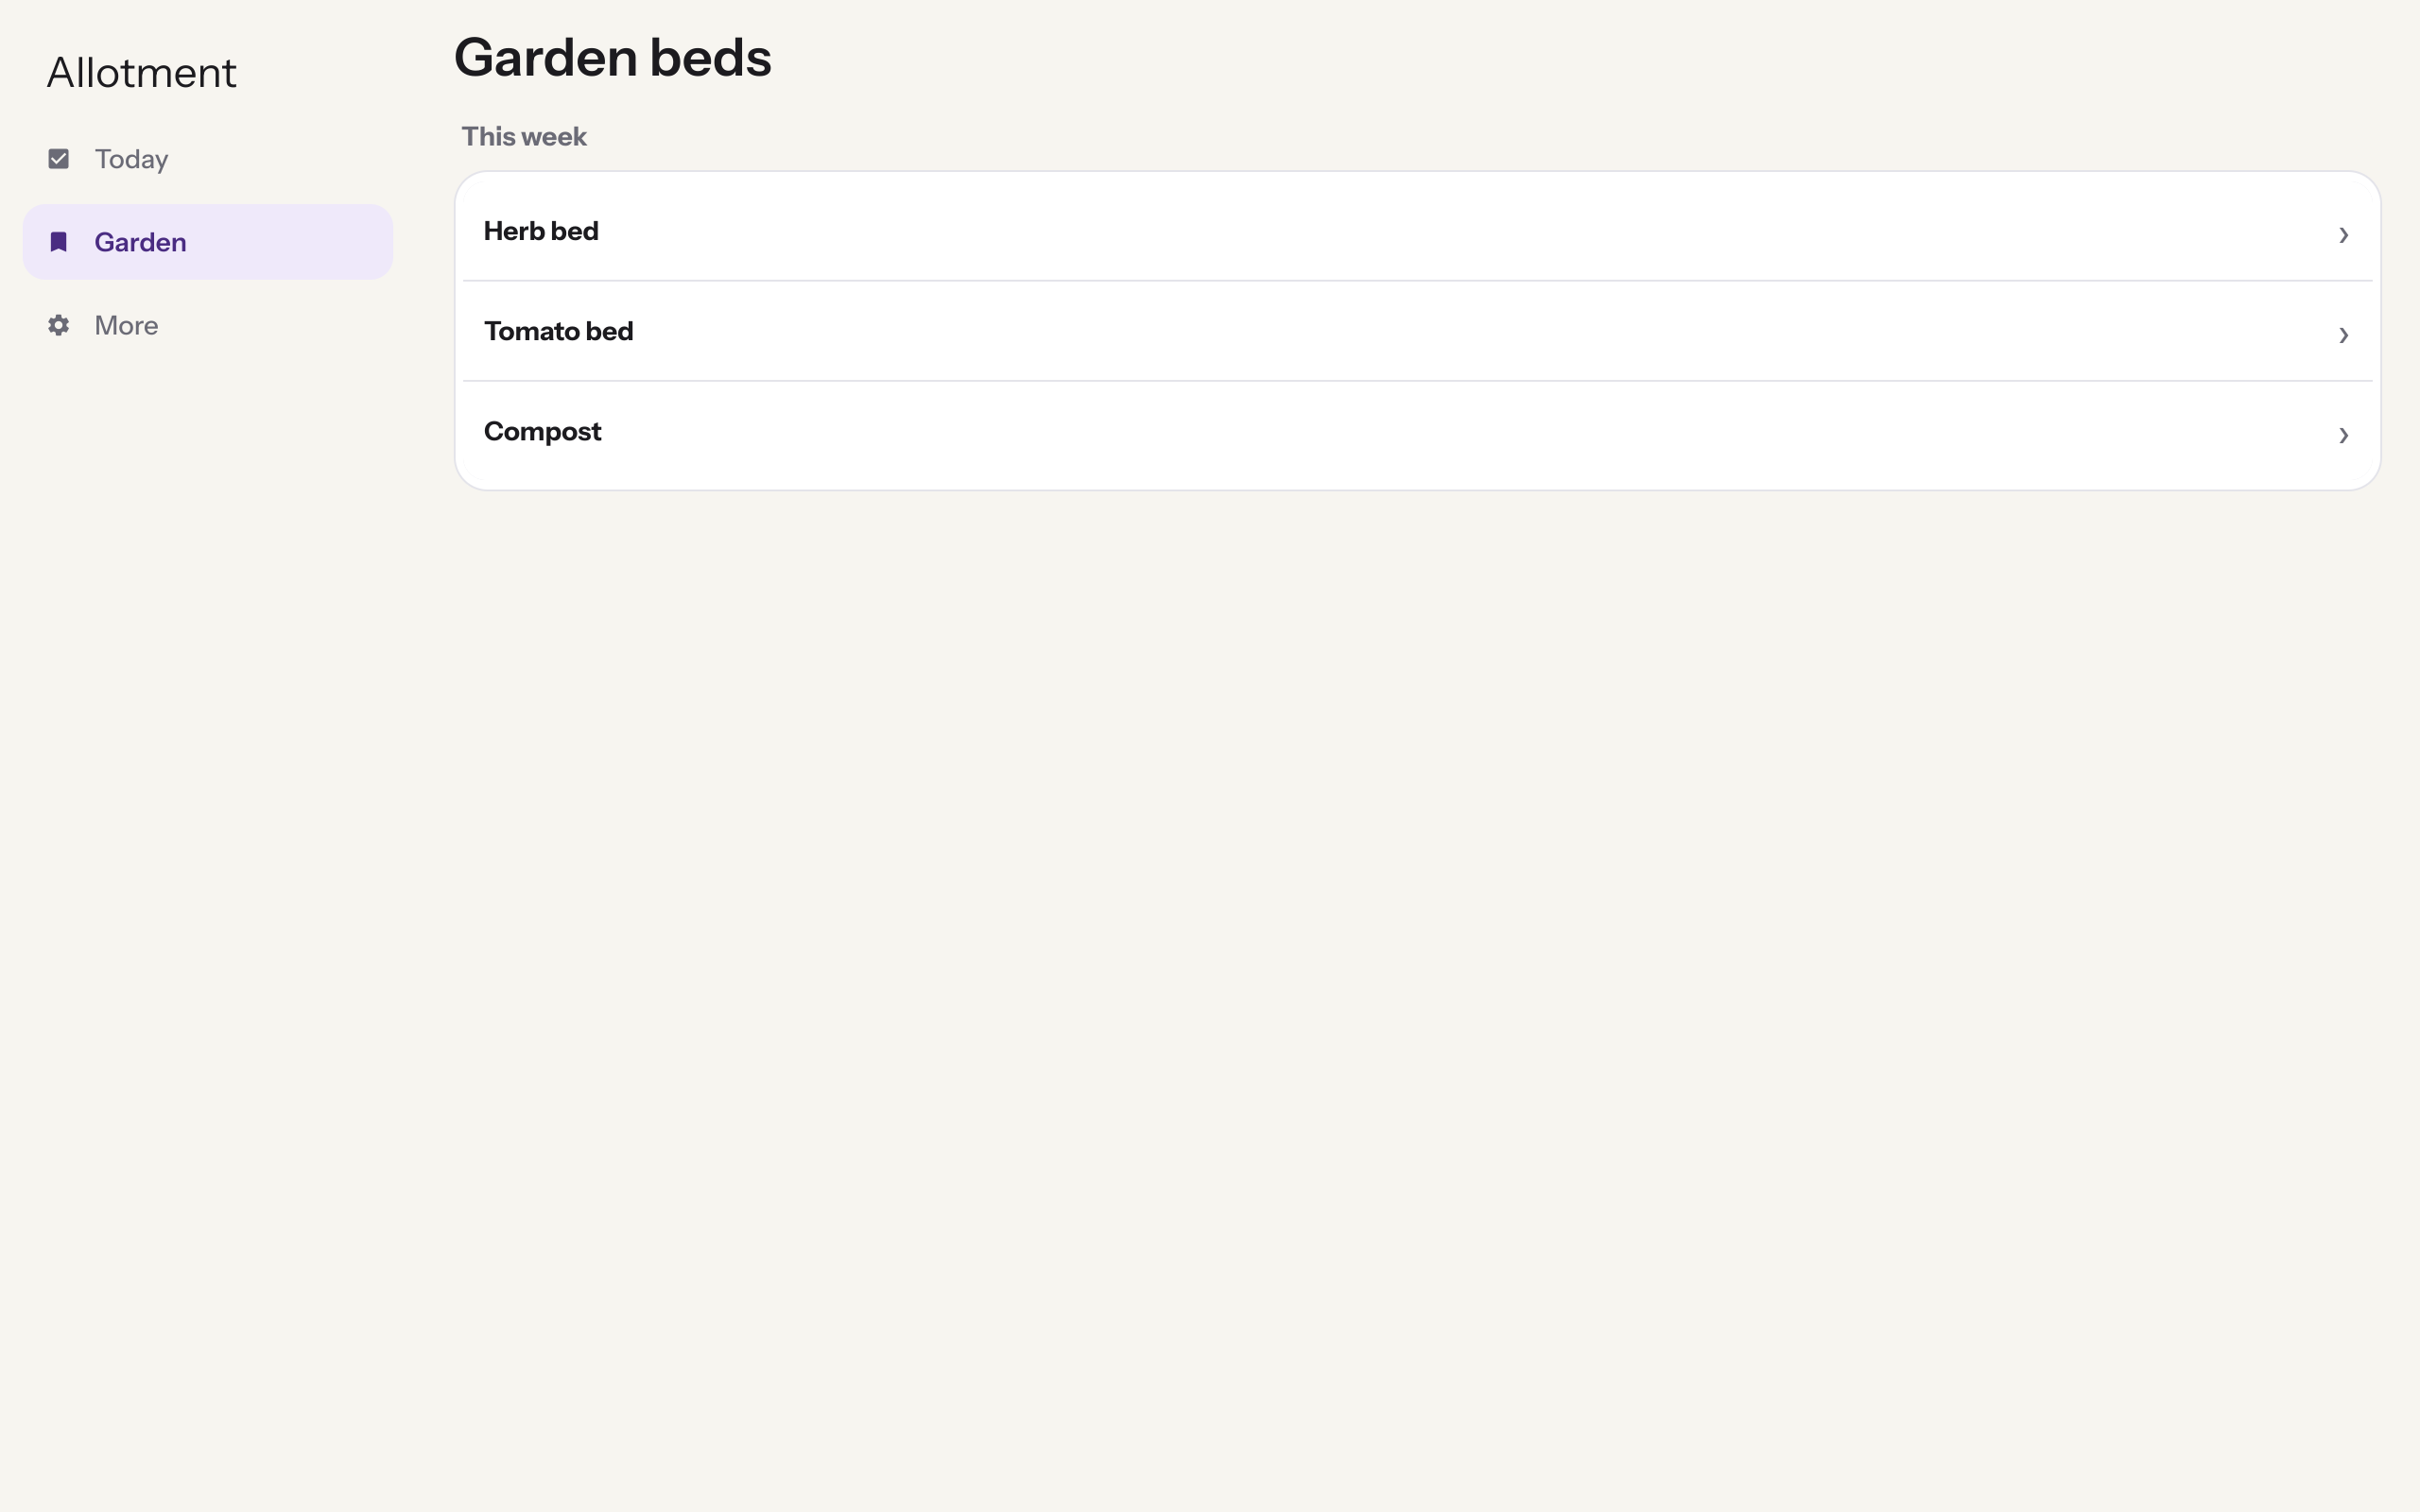 Allotment
Today
Garden
More
Garden beds
This week
Herb bed
Tomato bed
Compost